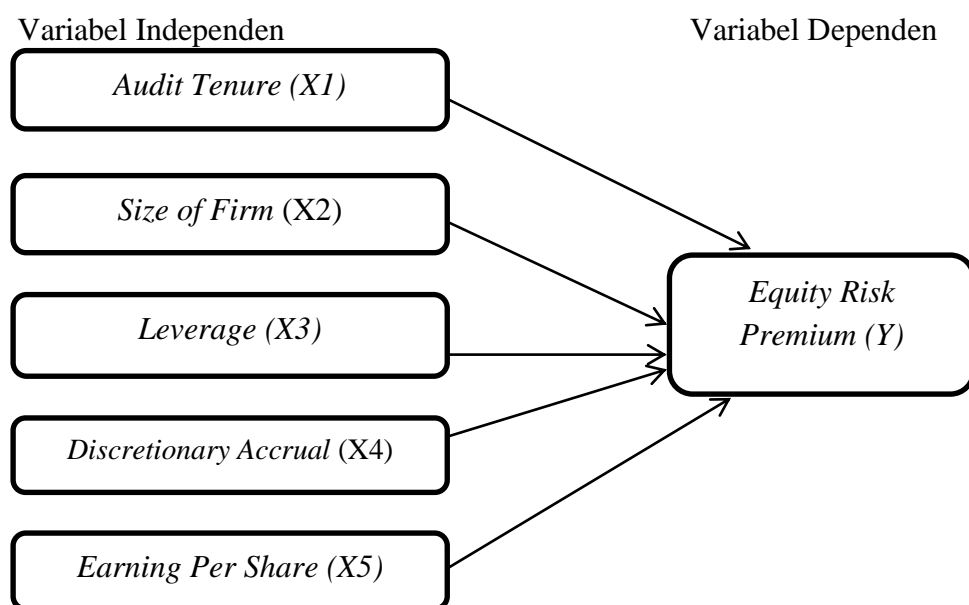 Variabel Independen
Variabel Dependen
Audit Tenure (X1)
Size of Firm (X2)
Leverage (X3)
Discretionary Accrual (X4)
Earning Per Share (X5)
Equity Risk
Premium (Y)